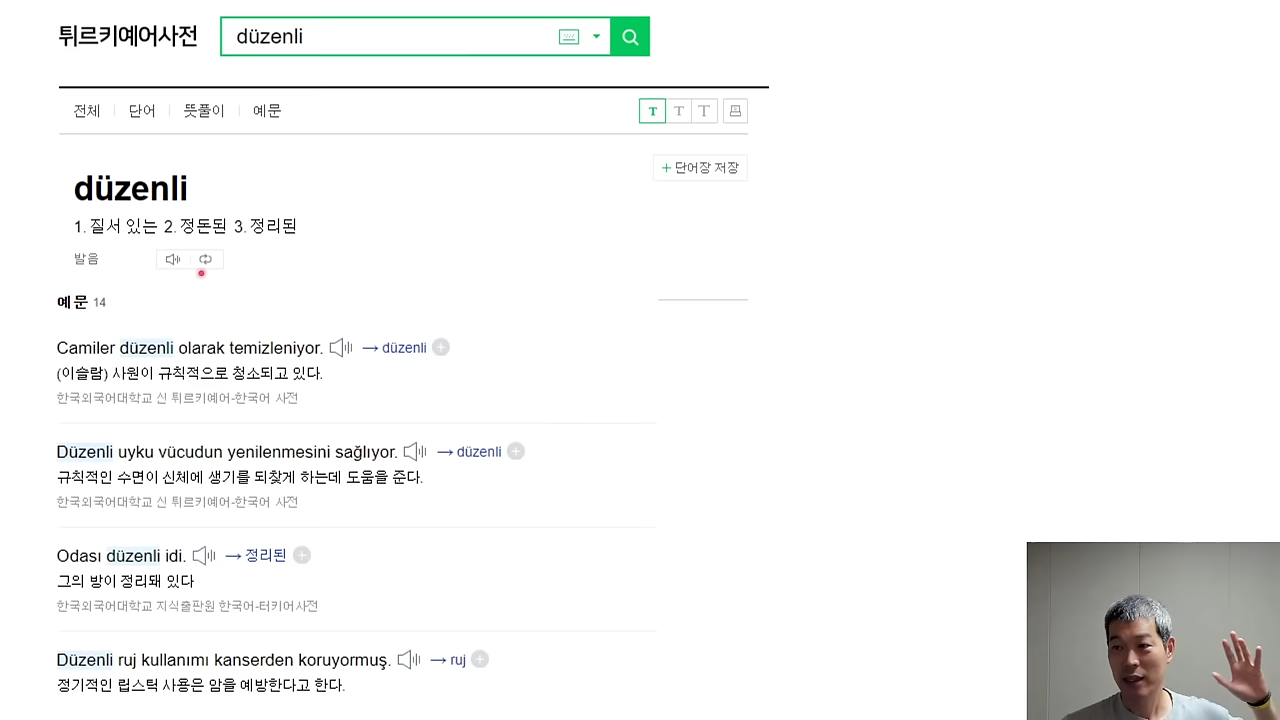 튀르키예어사전
düzenli
전체 단어 뜻풀이 예문
T T T
+ 단어장 저장
düzenli
1. 질서 있는 2. 정돈된 3. 정리된
발음
예문 14
Camiler düzenli olarak temizleniyor. → düzenli
(이슬람) 사원이 규칙적으로 청소되고 있다.
한국외국어대학교 신 튀르키예어-한국어 사전
Düzenli uyku vücudun yenilenmesini sağlıyor. → düzenli
규칙적인 수면이 신체에 생기를 되찾게 하는데 도움을 준다.
한국외국어대학교 신 튀르키예어-한국어 사전
Odası düzenli idi. → 정리된
그의 방이 정리돼 있다
한국외국어대학교 지식출판원 한국어-터키어사전
Düzenli ruj kullanımı kanserden koruyormuş. → ruj
정기적인 립스틱 사용은 암을 예방한다고 한다.